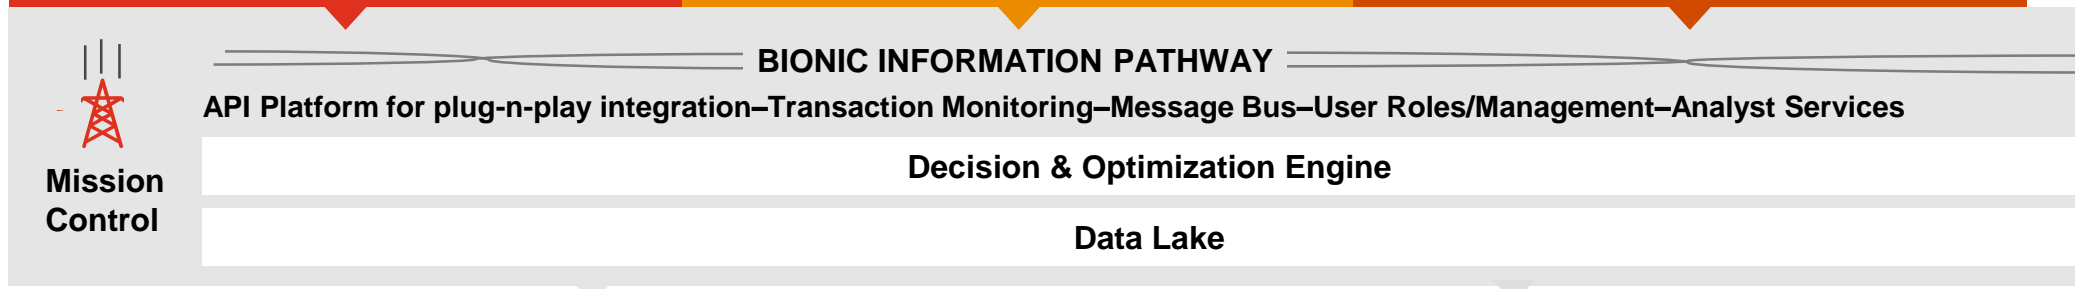 BIONIC INFORMATION PATHWAY
API Platform for plug-n-play integration–Transaction Monitoring–Message Bus–User Roles/Management–Analyst Services
Mission
Control
Decision & Optimization Engine
Data Lake